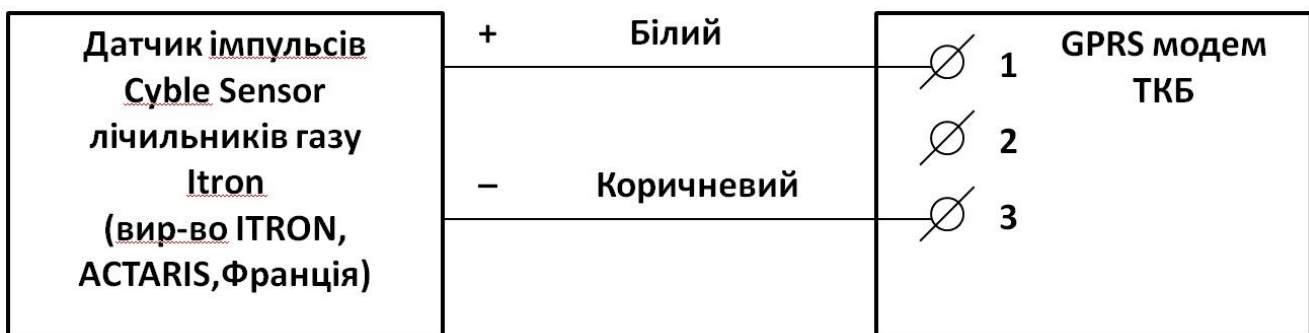 Датчик імпульсів
Cyble Sensor
лічильників газу
Itron
(вир-во ITRON,
ACTARIS,Франція)
+ Білий
– Коричневий
1
2
3
GPRS модем
ТКБ